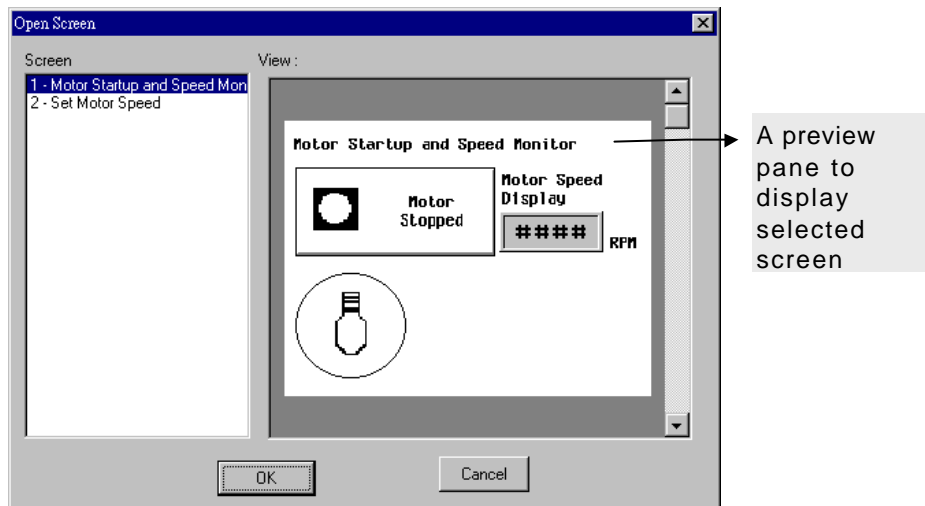 Open Screen
Screen
View :
1 - Motor Startup and Speed Mon
2 - Set Motor Speed
Motor Startup and Speed Monitor
Motor
Stopped
Motor Speed
Display
####
RPM
OK
Cancel
A preview
pane to
display
selected
screen